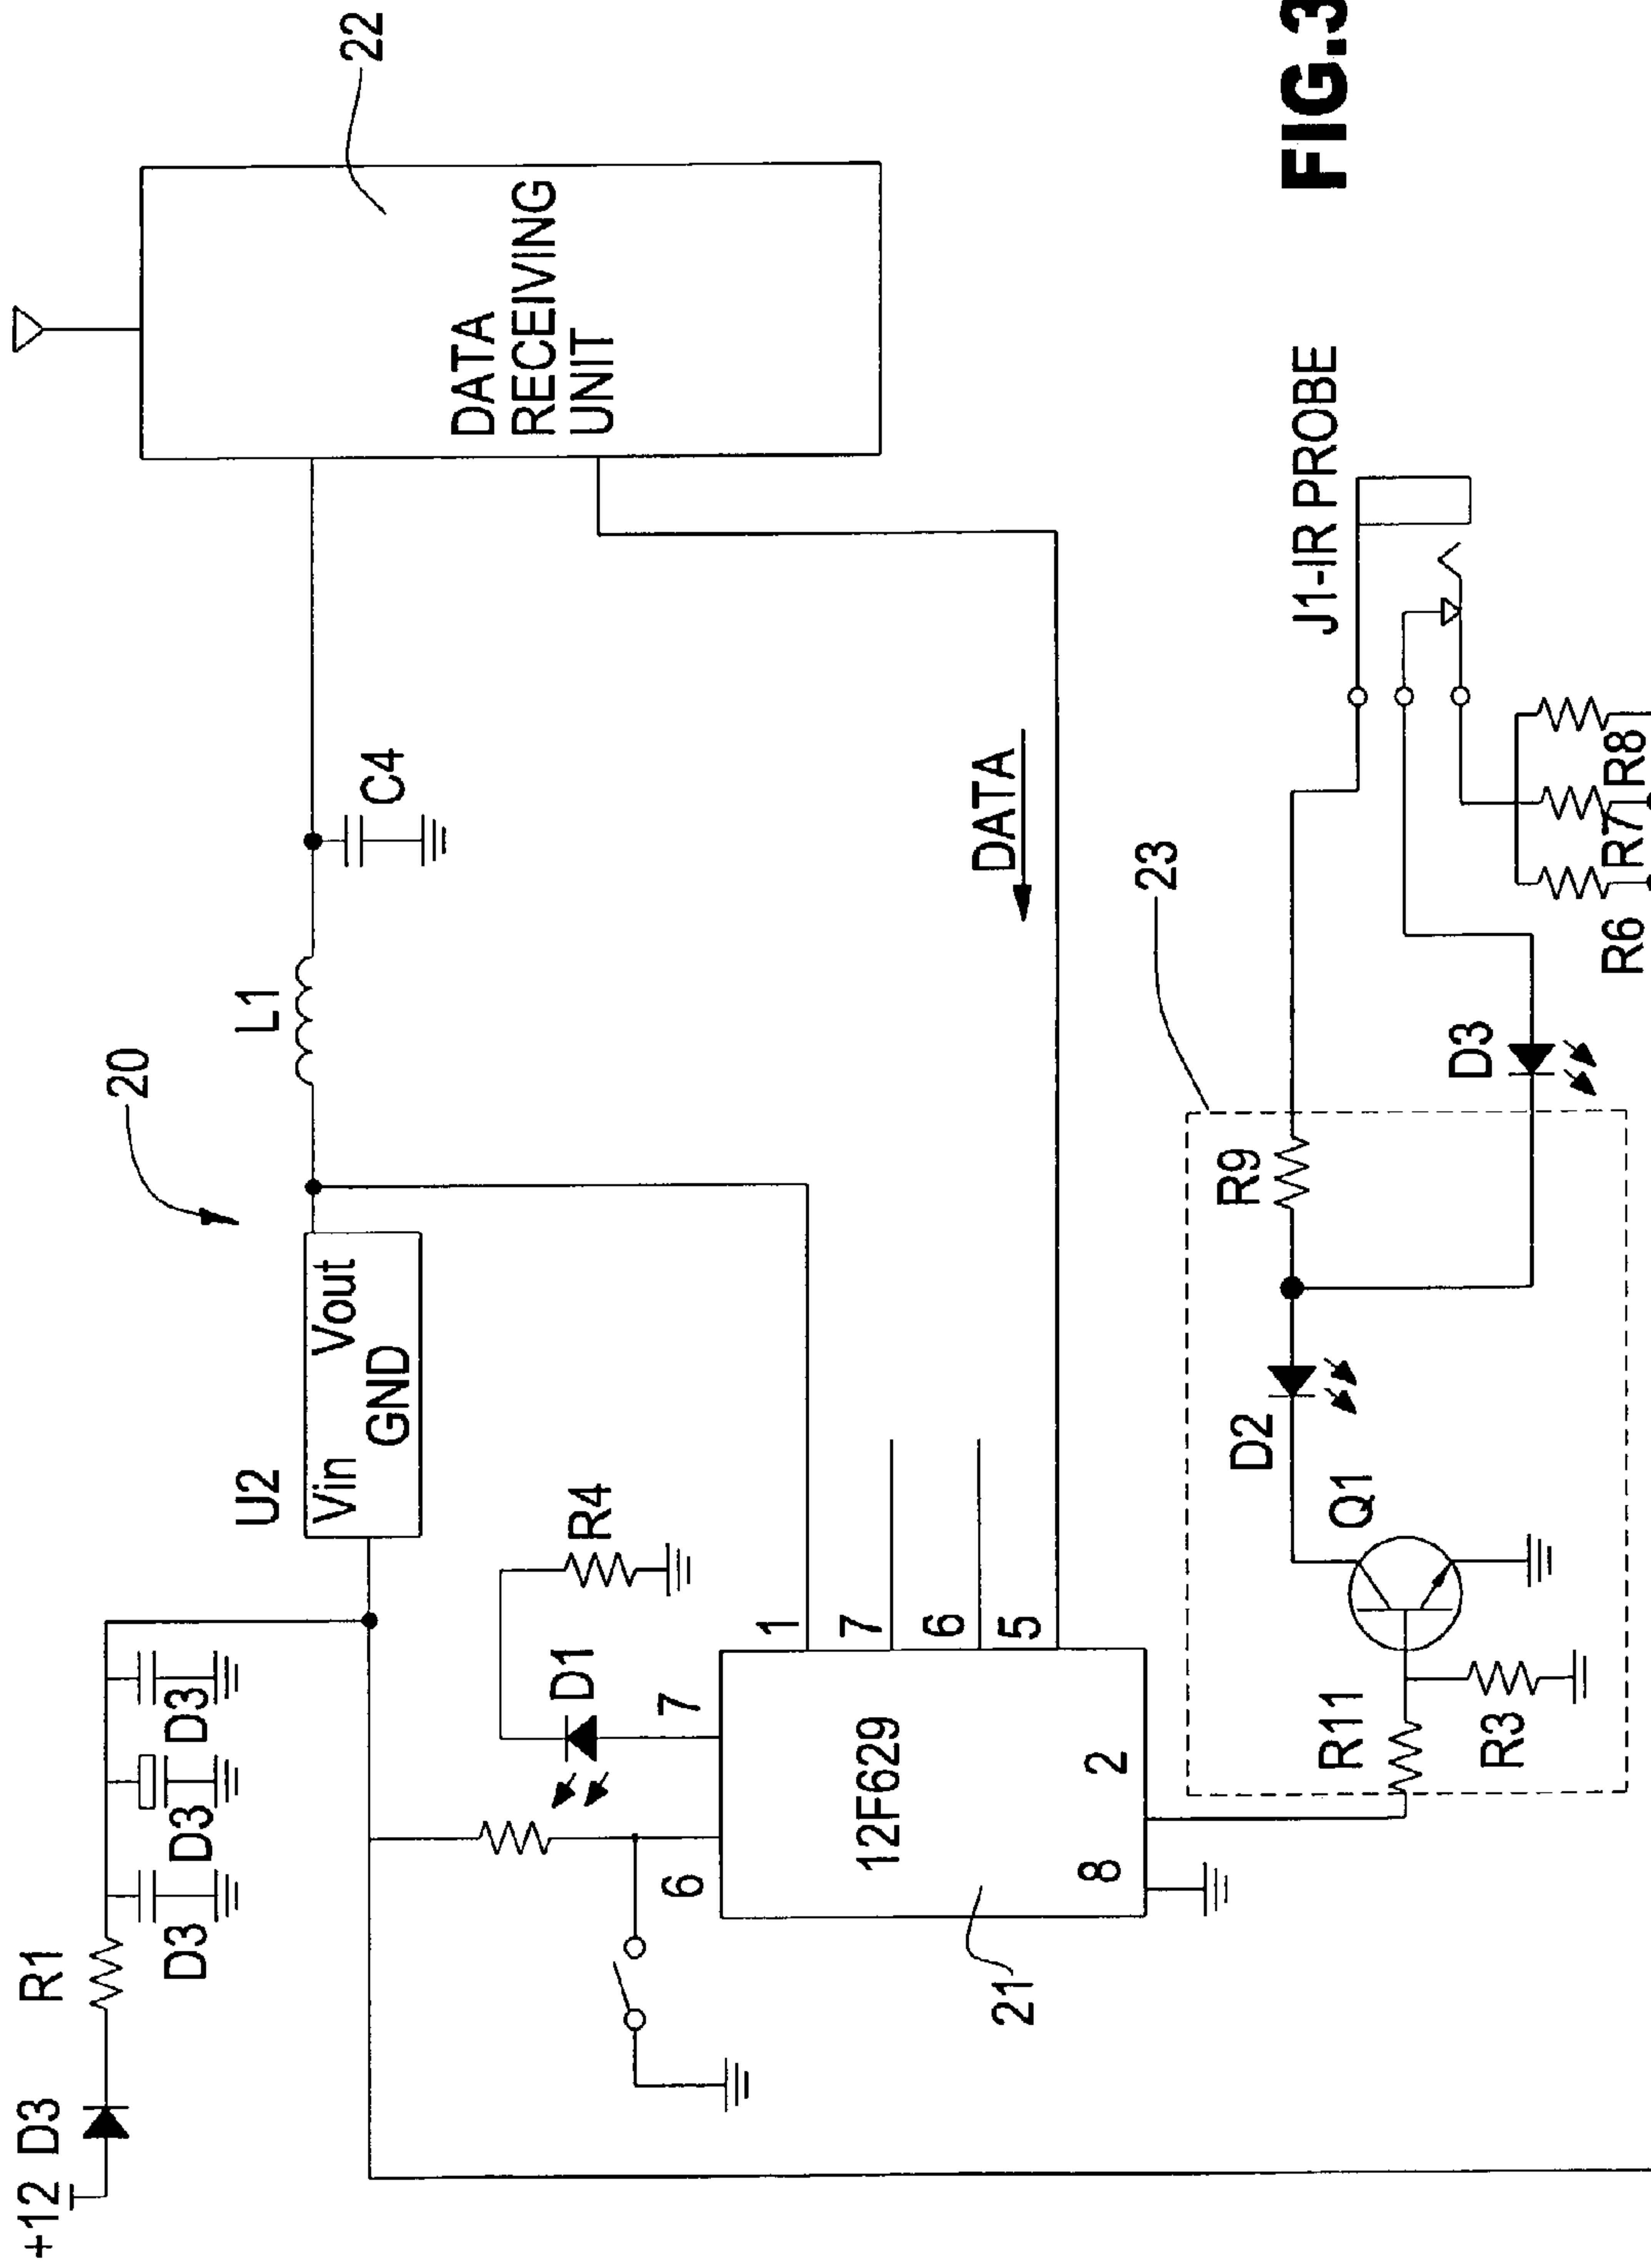 +12 D3
R1
D3
D3
D3
U2
Vin
Vout
GND
20
L1
C4
22
DATA
RECEIVING
UNIT
D1
R4
6
7
12F629
21
8
2
1
7
6
5
DATA
23
R11
R3
Q1
D2
R9
D3
J1-IR PROBE
R6
R7
R8
FIG.3